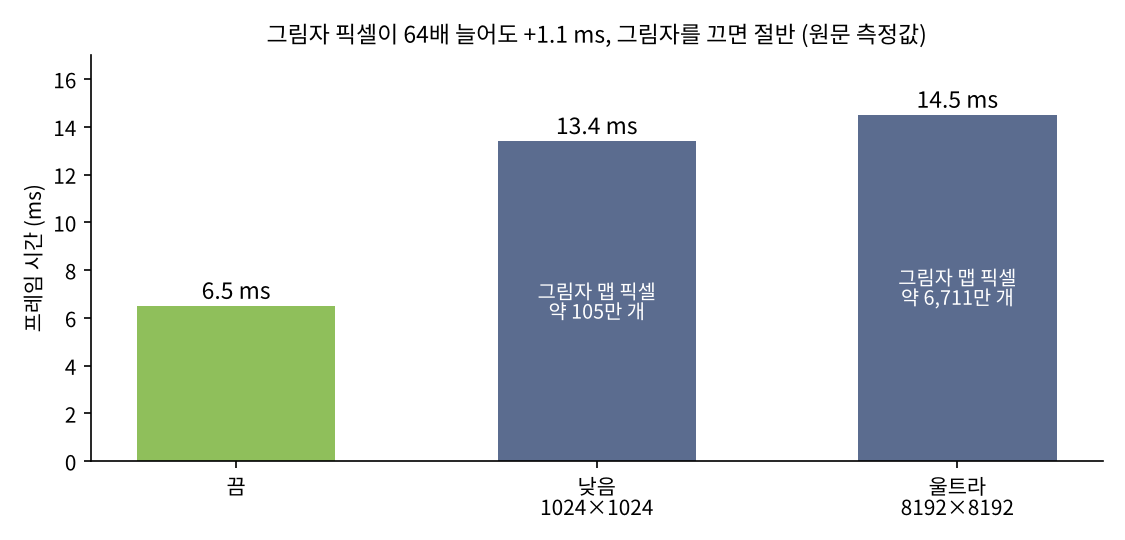 그림자 픽셀이 64배 늘어도 +1.1 ms, 그림자를 끄면 절반 (원문 측정값)
프레임 시간 (ms)
16
14
12
10
8
6
4
2
0
6.5 ms
13.4 ms
14.5 ms
그림자 맵 픽셀
약 105만 개
그림자 맵 픽셀
약 6,711만 개
끔
낮음
1024×1024
울트라
8192×8192